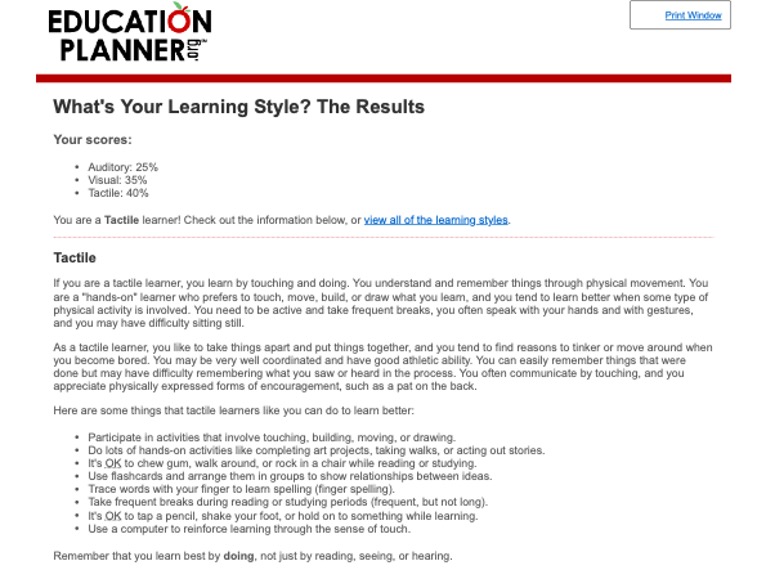 EDUCATION
PLANNER.org
Print Window
What's Your Learning Style? The Results
Your scores:
• Auditory: 25%
• Visual: 35%
• Tactile: 40%
You are a Tactile learner! Check out the information below, or view all of the learning styles.
Tactile
If you are a tactile learner, you learn by touching and doing. You understand and remember things through physical movement. You
are a "hands-on" learner who prefers to touch, move, build, or draw what you learn, and you tend to learn better when some type of
physical activity is involved. You need to be active and take frequent breaks, you often speak with your hands and with gestures,
and you may have difficulty sitting still.
As a tactile learner, you like to take things apart and put things together, and you tend to find reasons to tinker or move around when
you become bored. You may be very well coordinated and have good athletic ability. You can easily remember things that were
done but may have difficulty remembering what you saw or heard in the process. You often communicate by touching, and you
appreciate physically expressed forms of encouragement, such as a pat on the back.
Here are some things that tactile learners like you can do to learn better:
• Participate in activities that involve touching, building, moving, or drawing.
• Do lots of hands-on activities like completing art projects, taking walks, or acting out stories.
• It's OK to chew gum, walk around, or rock in a chair while reading or studying.
• Use flashcards and arrange them in groups to show relationships between ideas.
• Trace words with your finger to learn spelling (finger spelling).
• Take frequent breaks during reading or studying periods (frequent, but not long).
• It's OK to tap a pencil, shake your foot, or hold on to something while learning.
• Use a computer to reinforce learning through the sense of touch.
Remember that you learn best by doing, not just by reading, seeing, or hearing.